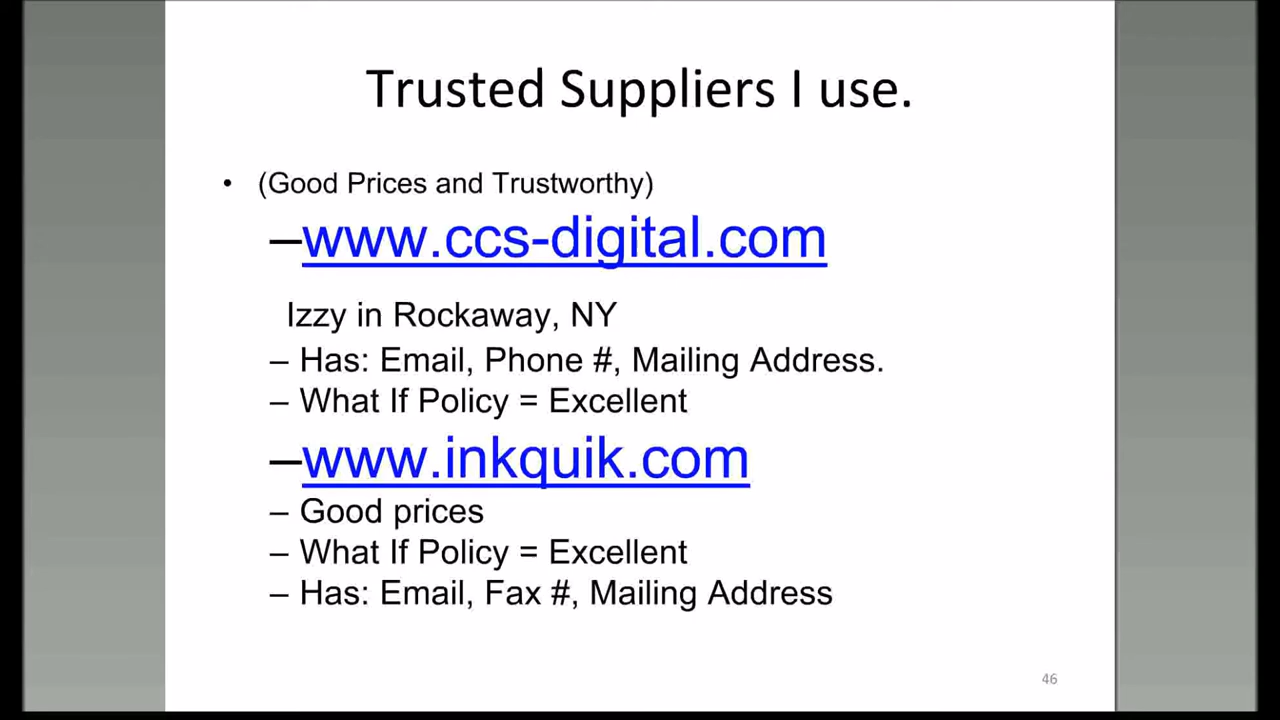 Trusted Suppliers I use.
• (Good Prices and Trustworthy)
–www.ccs-digital.com
Izzy in Rockaway, NY
– Has: Email, Phone #, Mailing Address.
– What If Policy = Excellent
–www.inkquik.com
– Good prices
– What If Policy = Excellent
– Has: Email, Fax #, Mailing Address
46